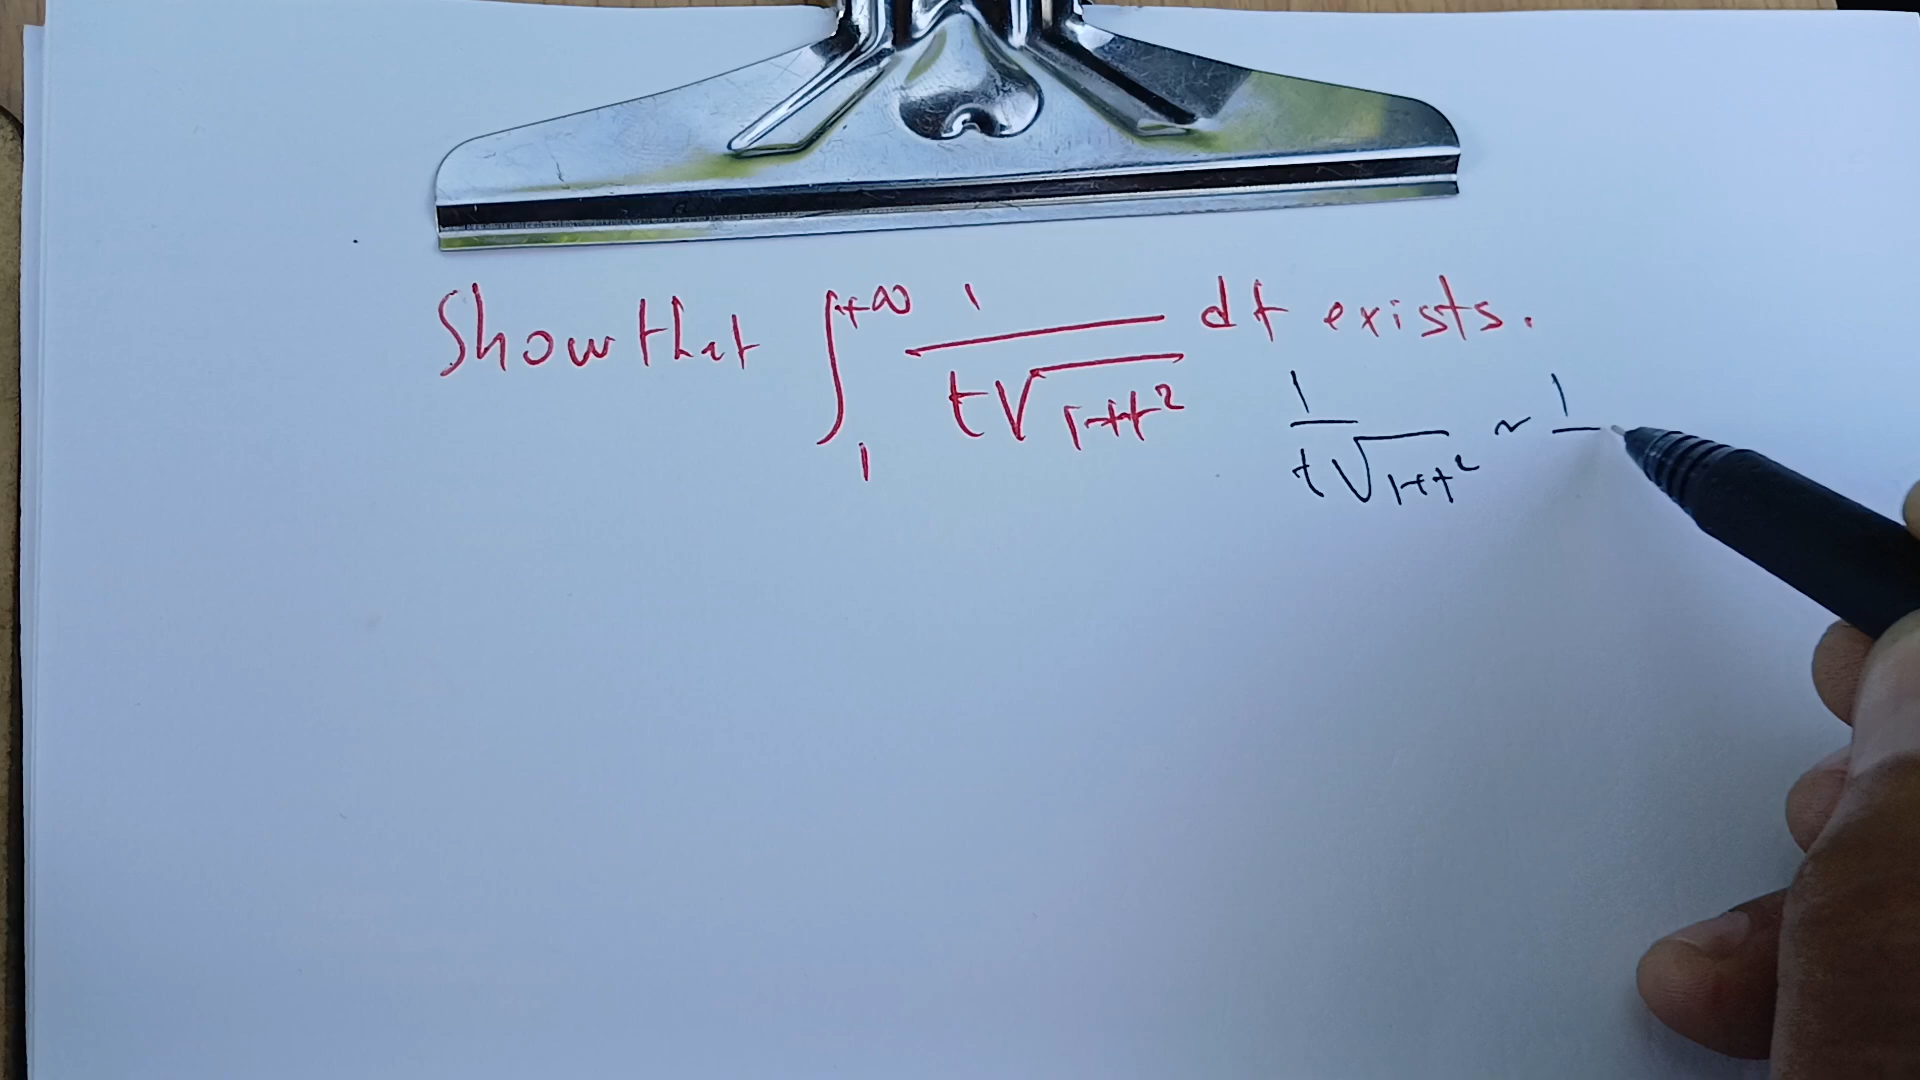 Show that ∫₁^{+∞} 1/(t√(1+t²)) dt exists.
1/(t√(1+t²)) ~ 1/